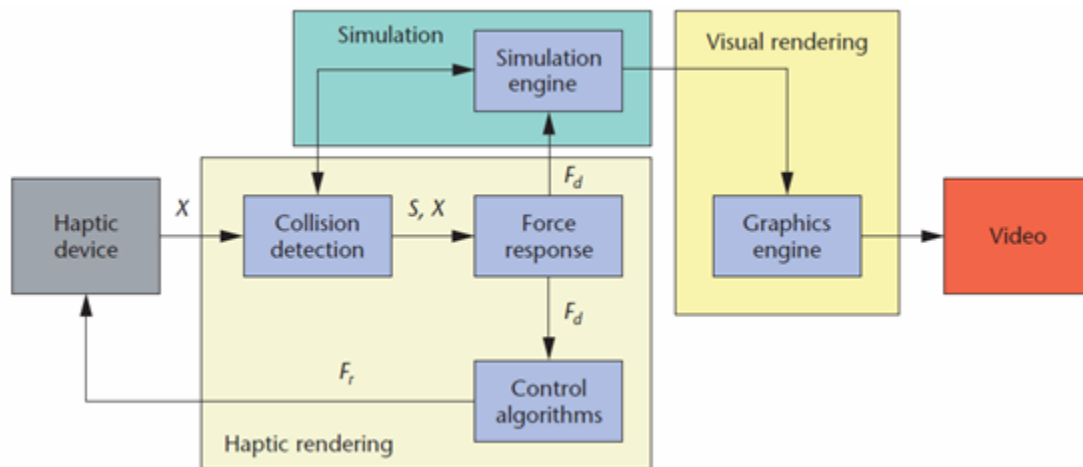 Simulation
Simulation
engine
Visual rendering
Haptic
device
X
Collision
detection
S, X
F_d
Force
response
Graphics
engine
Video
F_d
F_r
Control
algorithms
Haptic rendering